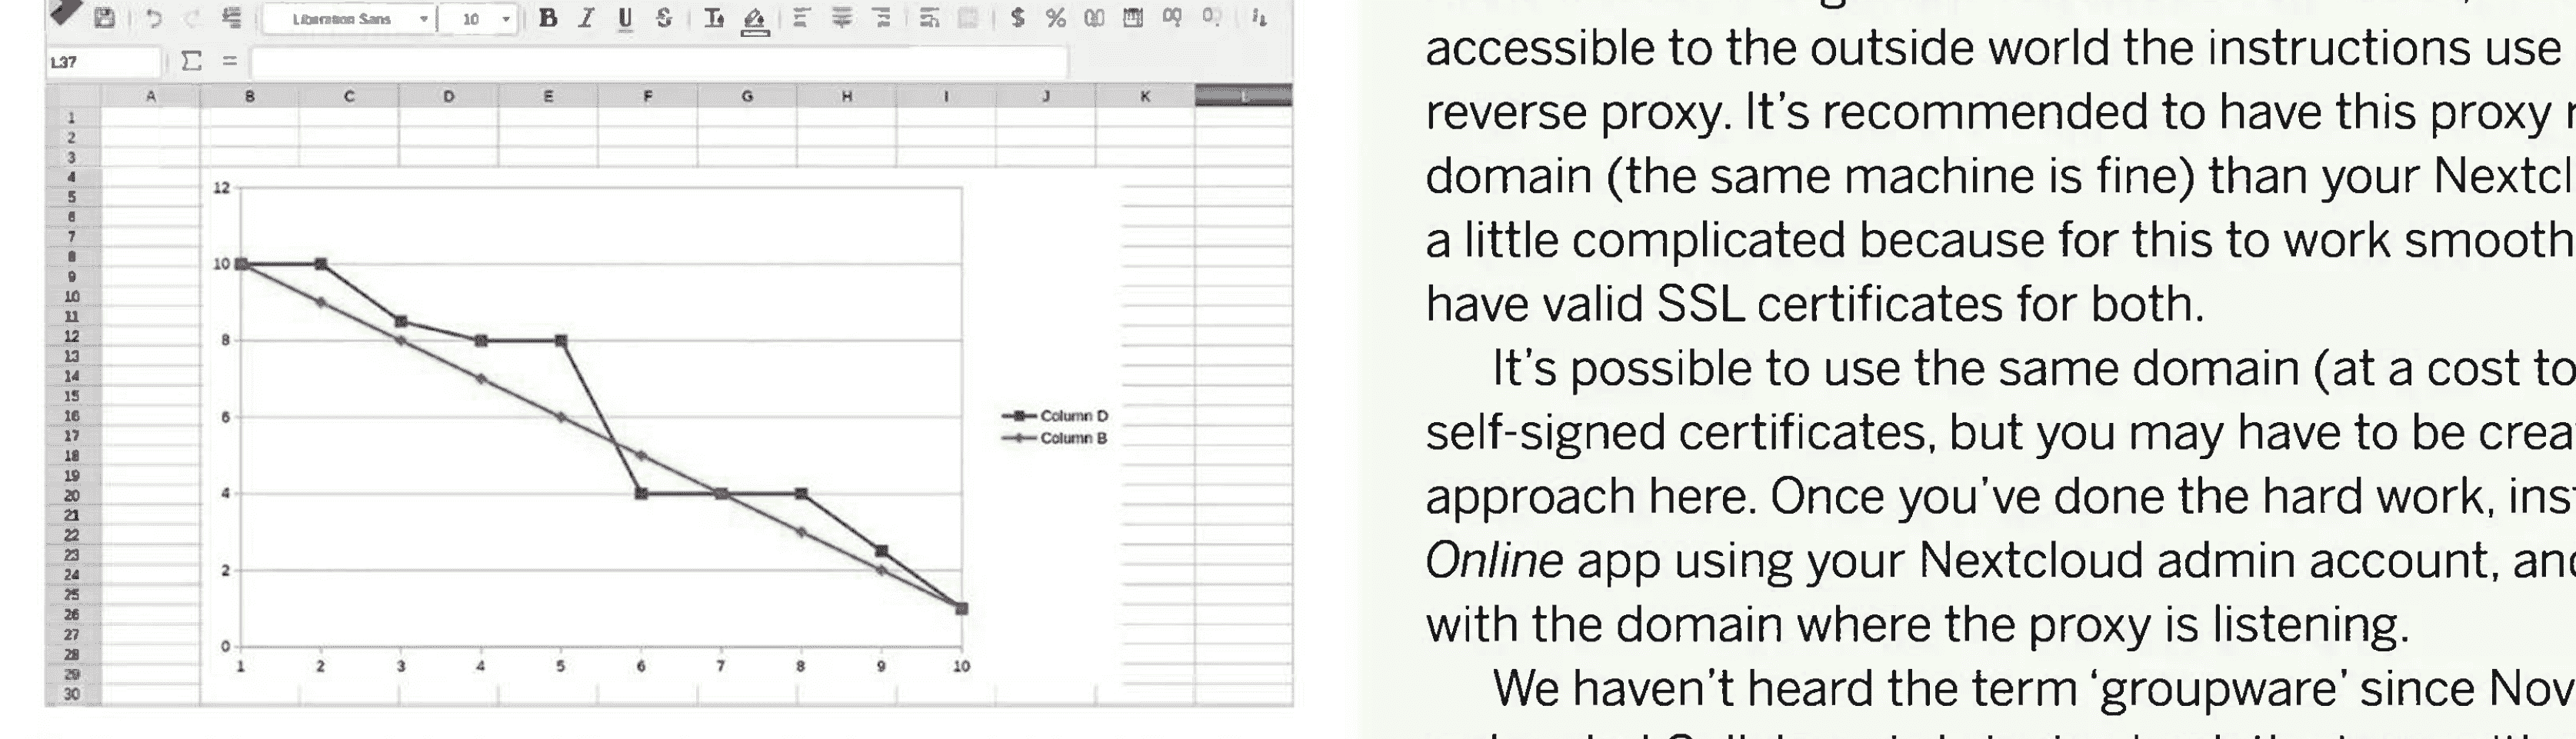 Liberation Sans 10 B I U S $ %
L37 Σ =
A B C D E F G H I J K L
1
2
3
4
5
6
7
8
9
10
11
12
13
14
15
16
17
18
19
20
21
22
23
24
25
26
27
28
29
30
12
10
8
6
4
2
0
1 2 3 4 5 6 7 8 9 10
Column D
Column B
accessible to the outside world the instructions use
reverse proxy. It’s recommended to have this proxy
domain (the same machine is fine) than your Nextcl
a little complicated because for this to work smooth
have valid SSL certificates for both.
It’s possible to use the same domain (at a cost to
self-signed certificates, but you may have to be crea
approach here. Once you’ve done the hard work, inst
Online app using your Nextcloud admin account, and
with the domain where the proxy is listening.
We haven’t heard the term ‘groupware’ since Nov